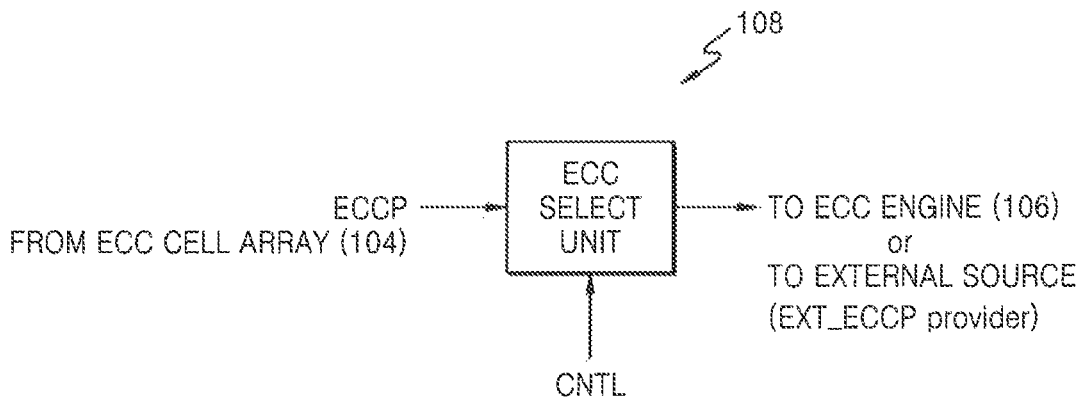 108
ECC
SELECT
UNIT
ECCP
FROM ECC CELL ARRAY (104)
TO ECC ENGINE (106)
or
TO EXTERNAL SOURCE
(EXT_ECCP provider)
CNTL